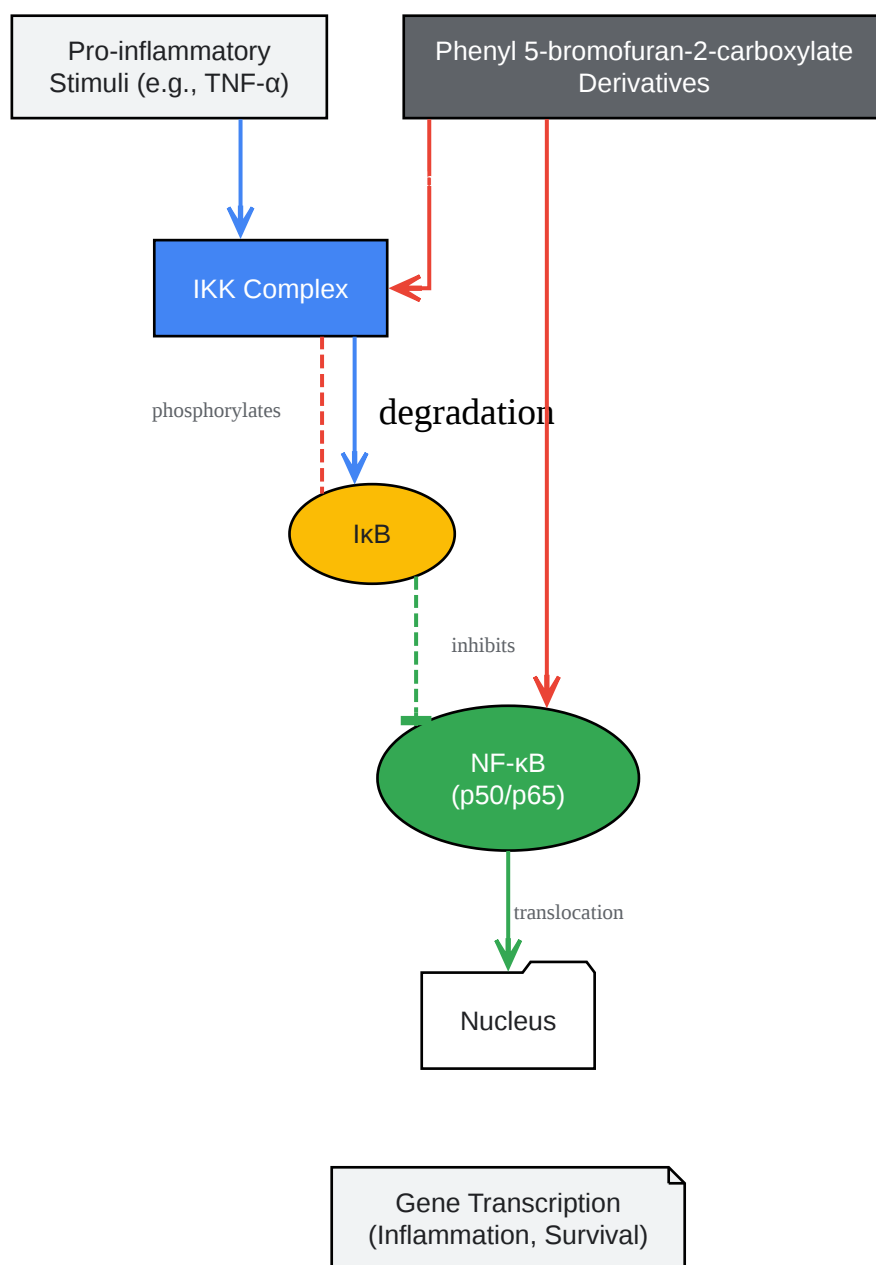 Pro-inflammatory
Stimuli (e.g., TNF-α)
Phenyl 5-bromofuran-2-carboxylate
Derivatives
IKK Complex
phosphorylates
degradation
IκB
inhibits
NF-κB
(p50/p65)
translocation
Nucleus
Gene Transcription
(Inflammation, Survival)